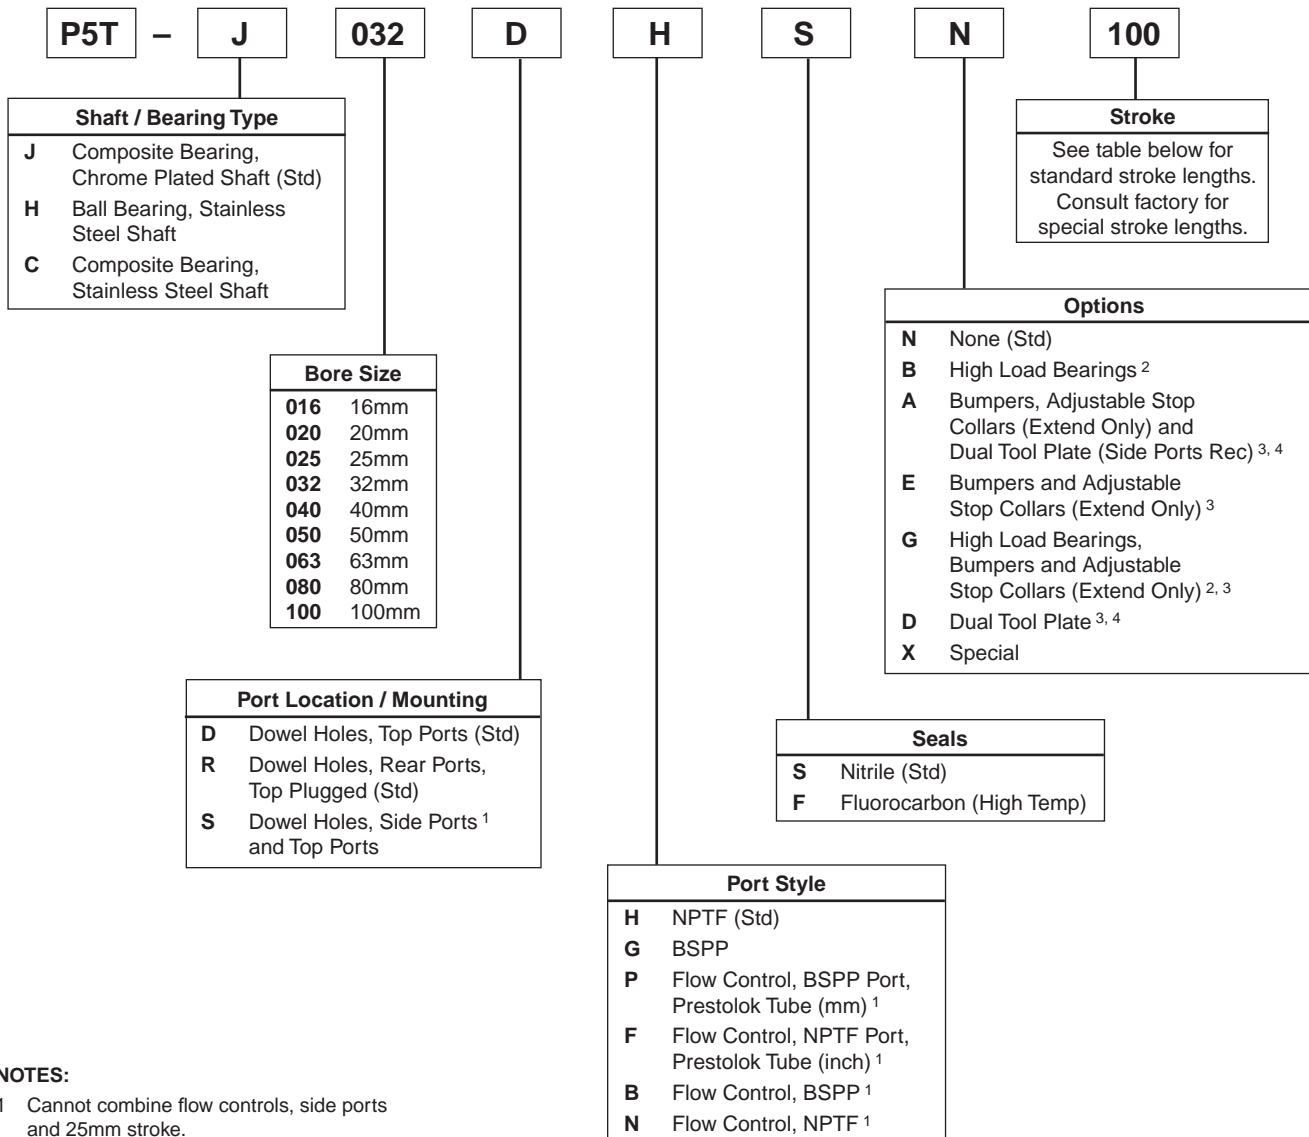 P5T – J 032 D H S N 100
Shaft / Bearing Type
J Composite Bearing,
Chrome Plated Shaft (Std)
H Ball Bearing, Stainless
Steel Shaft
C Composite Bearing,
Stainless Steel Shaft
Stroke
See table below for
standard stroke lengths.
Consult factory for
special stroke lengths.
Bore Size
016 16mm
020 20mm
025 25mm
032 32mm
040 40mm
050 50mm
063 63mm
080 80mm
100 100mm
Options
N None (Std)
B High Load Bearings 2
A Bumpers, Adjustable Stop
Collars (Extend Only) and
Dual Tool Plate (Side Ports Rec) 3, 4
E Bumpers and Adjustable
Stop Collars (Extend Only) 3
G High Load Bearings,
Bumpers and Adjustable
Stop Collars (Extend Only) 2, 3
D Dual Tool Plate 3, 4
X Special
Port Location / Mounting
D Dowel Holes, Top Ports (Std)
R Dowel Holes, Rear Ports,
Top Plugged (Std)
S Dowel Holes, Side Ports 1
and Top Ports
Seals
S Nitrile (Std)
F Fluorocarbon (High Temp)
Port Style
H NPTF (Std)
G BSPP
P Flow Control, BSPP Port,
Prestolok Tube (mm) 1
F Flow Control, NPTF Port,
Prestolok Tube (inch) 1
B Flow Control, BSPP 1
N Flow Control, NPTF 1
NOTES:
1 Cannot combine flow controls, side ports
and 25mm stroke.